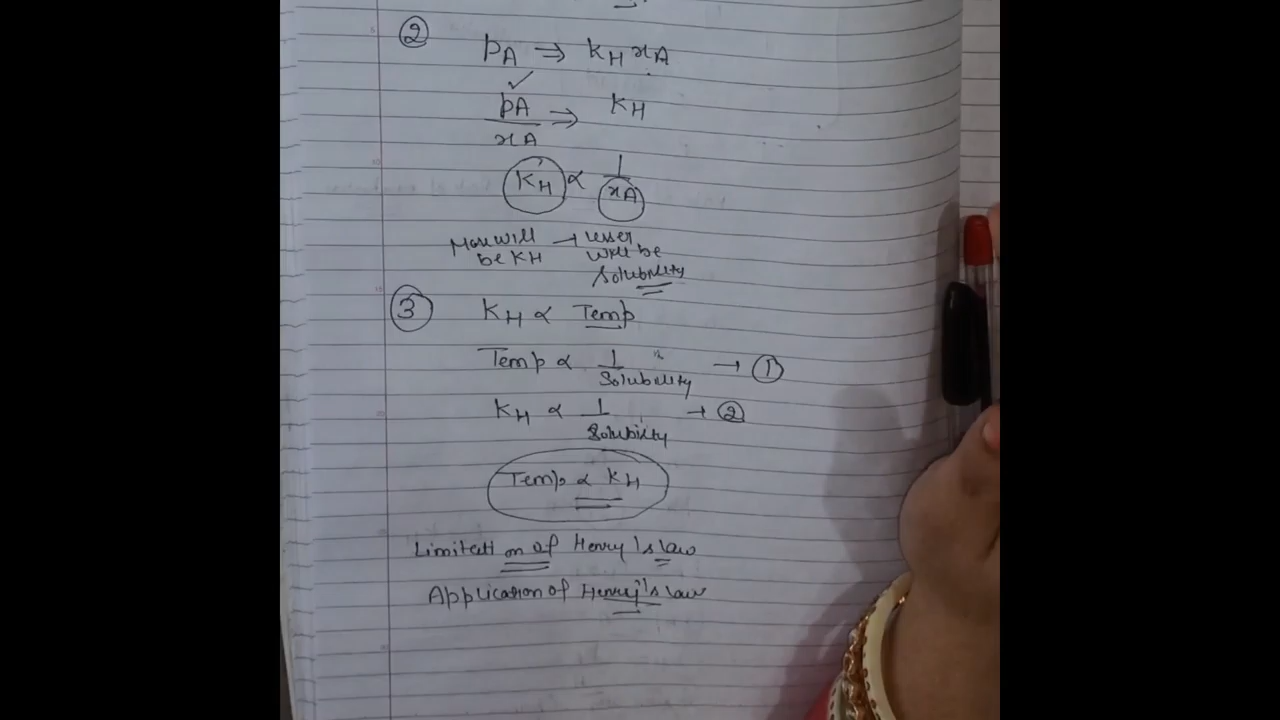 ② pA ⇒ KH xA
✓
pA/xA ⇒ KH
KH ∝ 1/xA
More will be KH → Lesser will be Solubility
③ KH ∝ Temp
Temp ∝ 1/Solubility → ①
KH ∝ 1/Solubility → ②
Temp ∝ KH
Limitation of Henry's law
Application of Henry's law